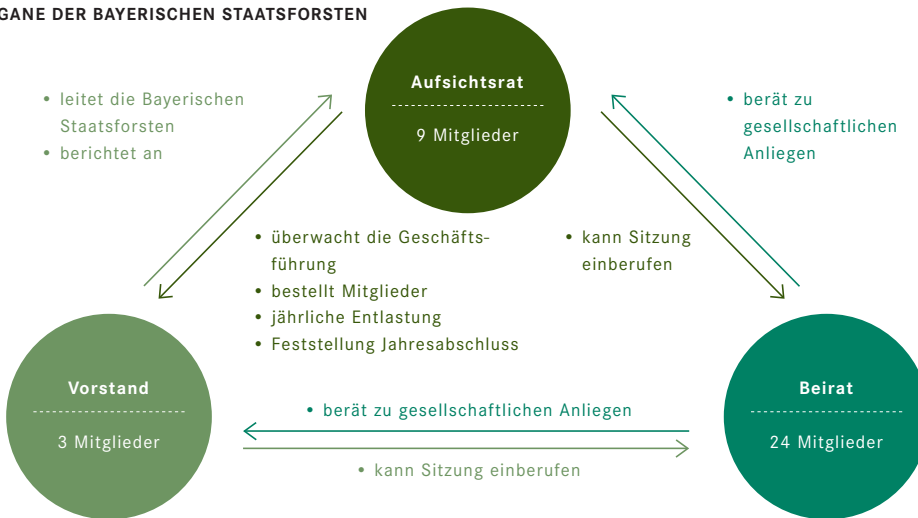 GANE DER BAYERISCHEN STAATSFORSTEN
Aufsichtsrat
9 Mitglieder
• leitet die Bayerischen
Staatsforsten
• berichtet an
• berät zu
gesellschaftlichen
Anliegen
• überwacht die Geschäfts-
führung
• bestellt Mitglieder
• jährliche Entlastung
• Feststellung Jahresabschluss
• kann Sitzung
einberufen
Vorstand
3 Mitglieder
• berät zu gesellschaftlichen Anliegen
• kann Sitzung einberufen
Beirat
24 Mitglieder